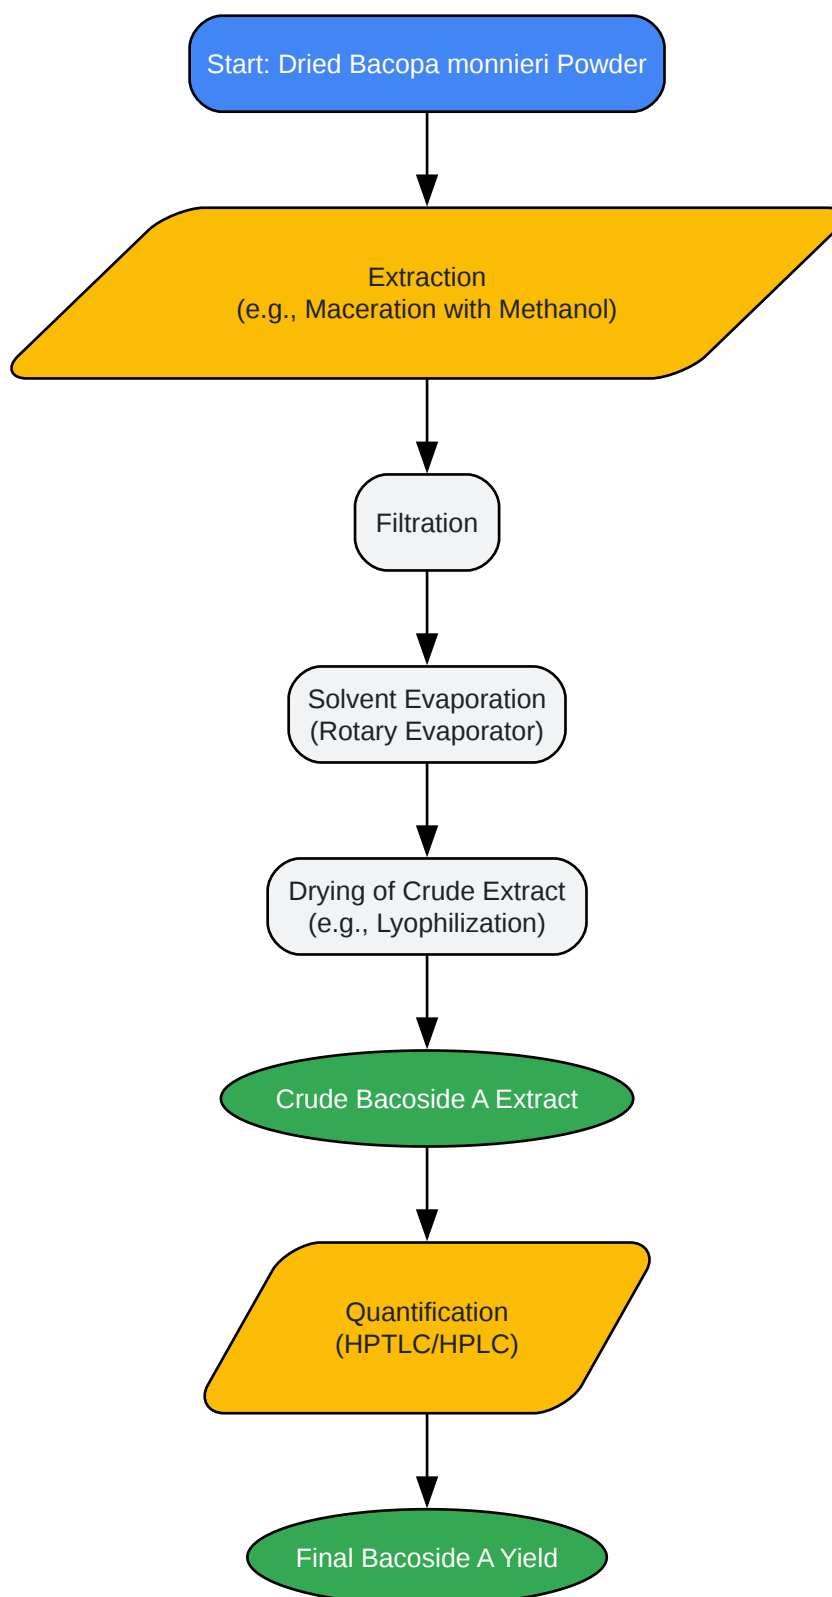 Start: Dried Bacopa monnieri Powder
Extraction
(e.g., Maceration with Methanol)
Filtration
Solvent Evaporation
(Rotary Evaporator)
Drying of Crude Extract
(e.g., Lyophilization)
Crude Bacoside A Extract
Quantification
(HPTLC/HPLC)
Final Bacoside A Yield